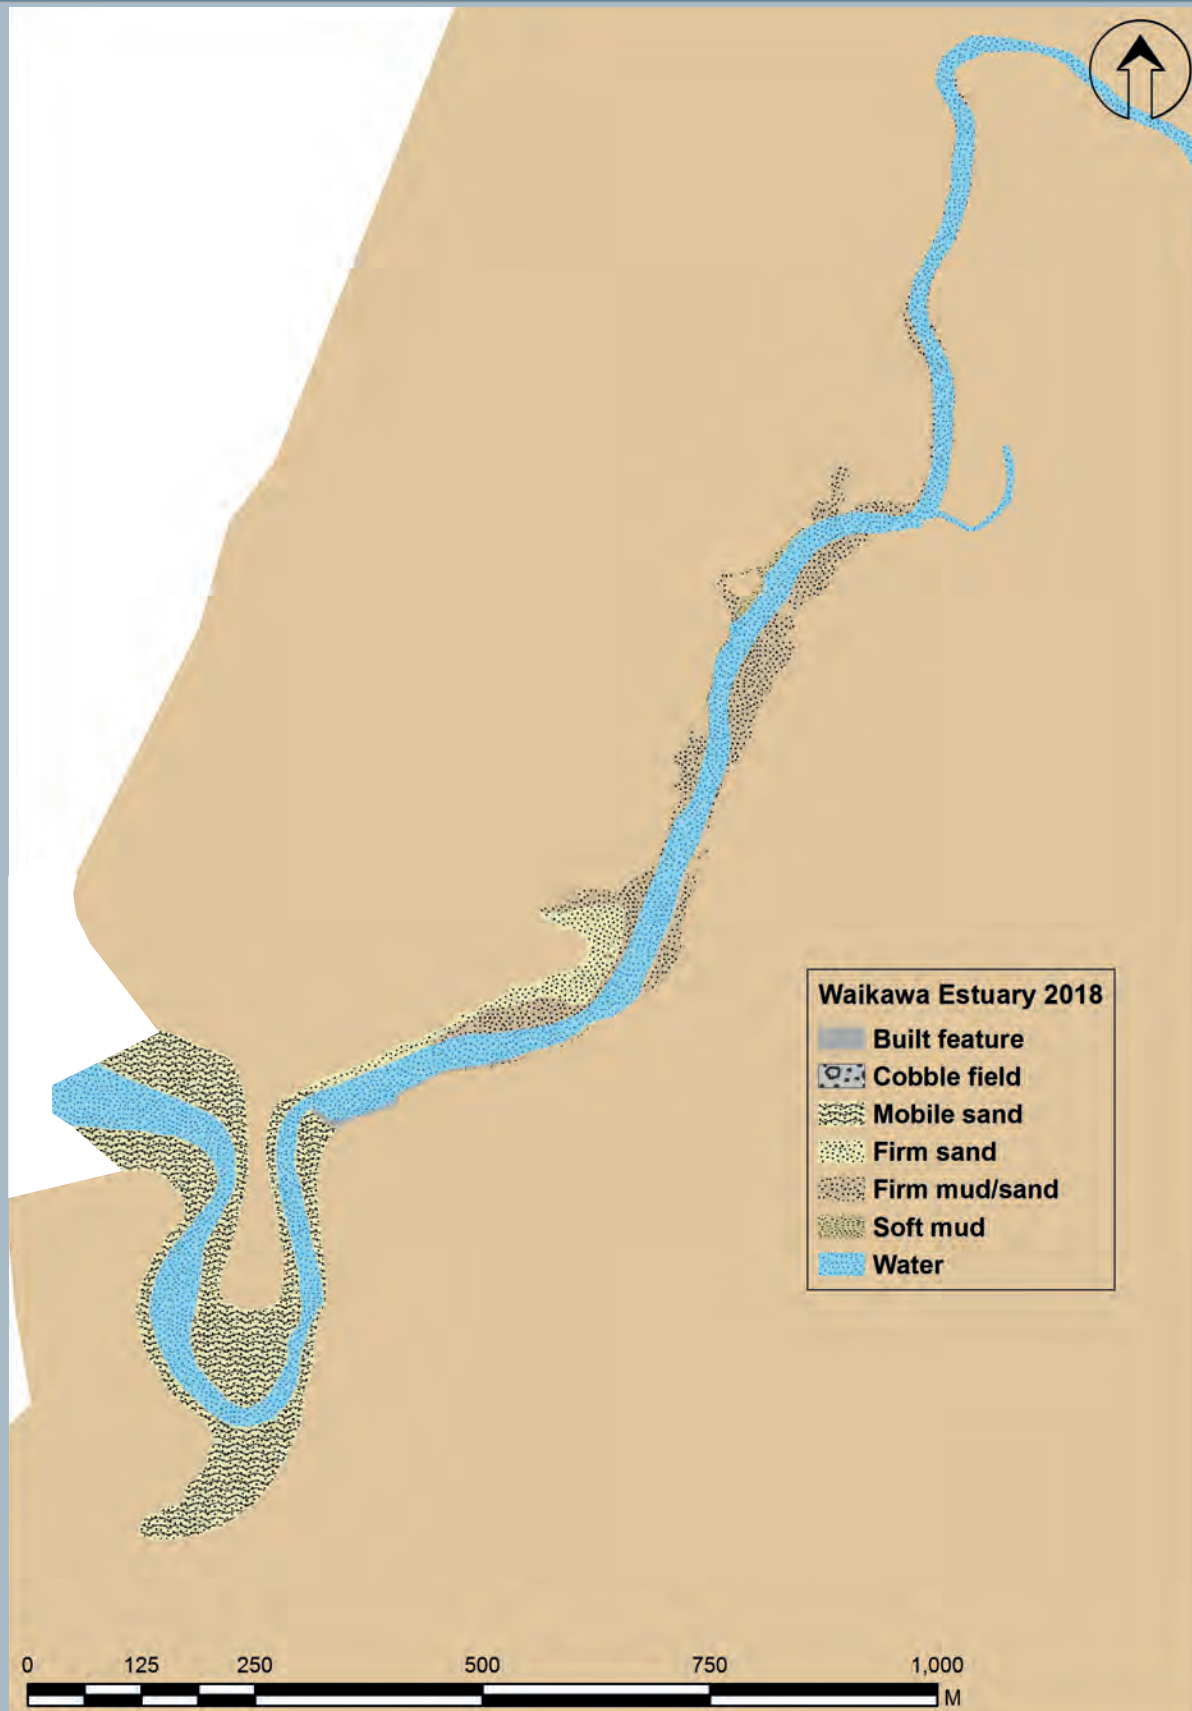 Waikawa Estuary 2018
Built feature
Cobble field
Mobile sand
Firm sand
Firm mud/sand
Soft mud
Water
0 125 250 500 750 1,000
M